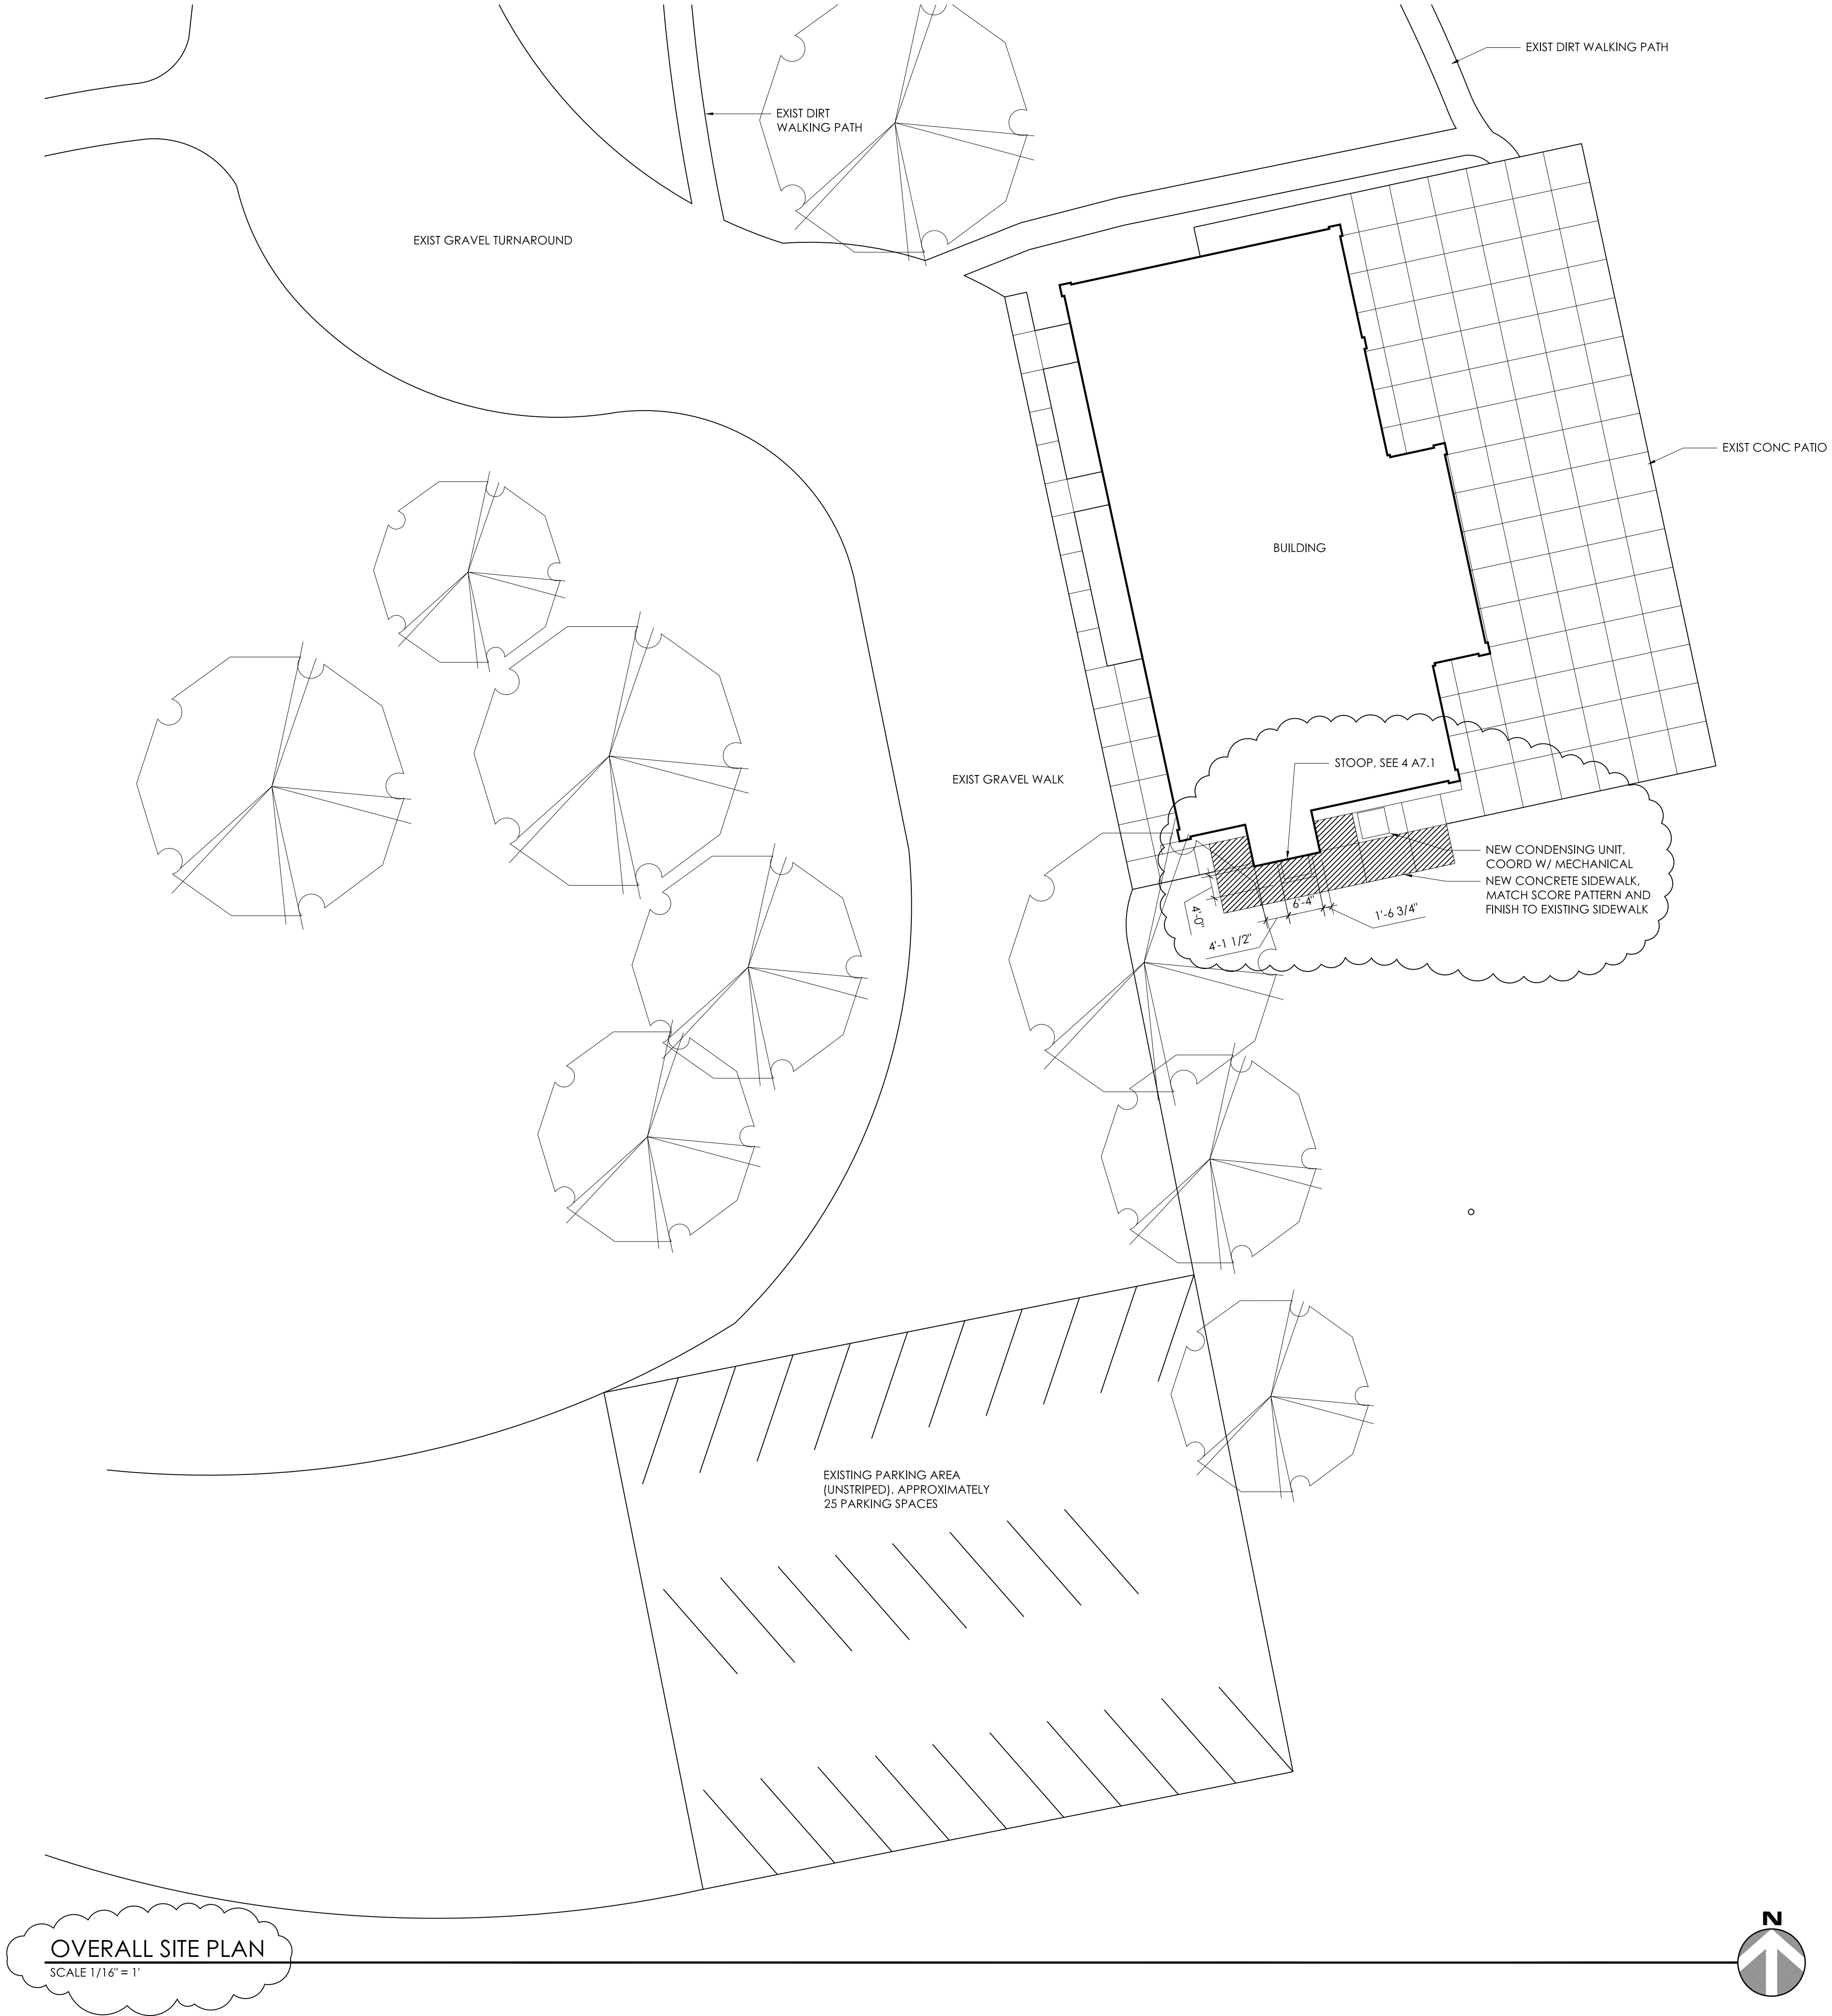 EXIST DIRT WALKING PATH
EXIST DIRT
WALKING PATH
EXIST GRAVEL TURNAROUND
EXIST CONC PATIO
BUILDING
STOOP, SEE 4 A7.1
EXIST GRAVEL WALK
NEW CONDENSING UNIT.
COORD W/ MECHANICAL
NEW CONCRETE SIDEWALK,
MATCH SCORE PATTERN AND
FINISH TO EXISTING SIDEWALK
4'-0"
6'-4"
1'-6 3/4"
4'-1 1/2"
EXISTING PARKING AREA
(UNSTRIPED). APPROXIMATELY
25 PARKING SPACES
N
OVERALL SITE PLAN
SCALE 1/16" = 1'